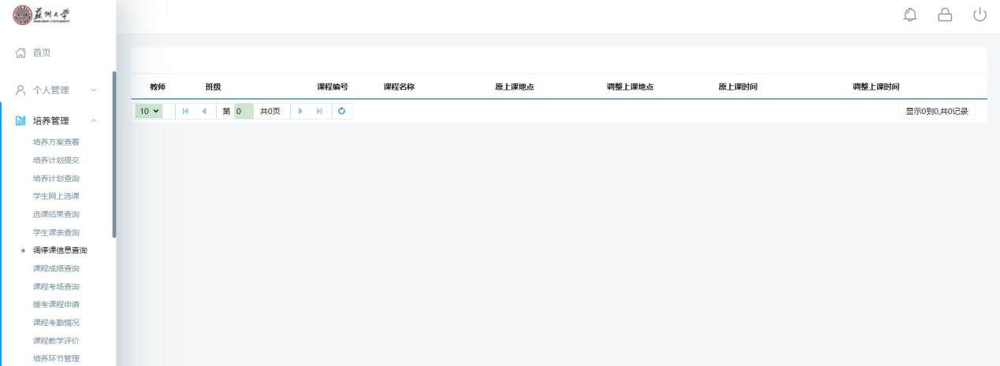 蘇州大學
SOOCHOW UNIVERSITY
首页
个人管理
培养管理
培养方案查看
培养计划提交
培养计划查询
学生网上选课
选课结果查询
学生课表查询
调停课信息查询
课程成绩查询
课程考场查询
缓考课程申请
课程考勤情况
课程教学评价
培养环节管理
教师 班级 课程编号 课程名称 原上课地点 调整上课地点 原上课时间 调整上课时间
10 第 0 共0页 显示0到0,共0记录